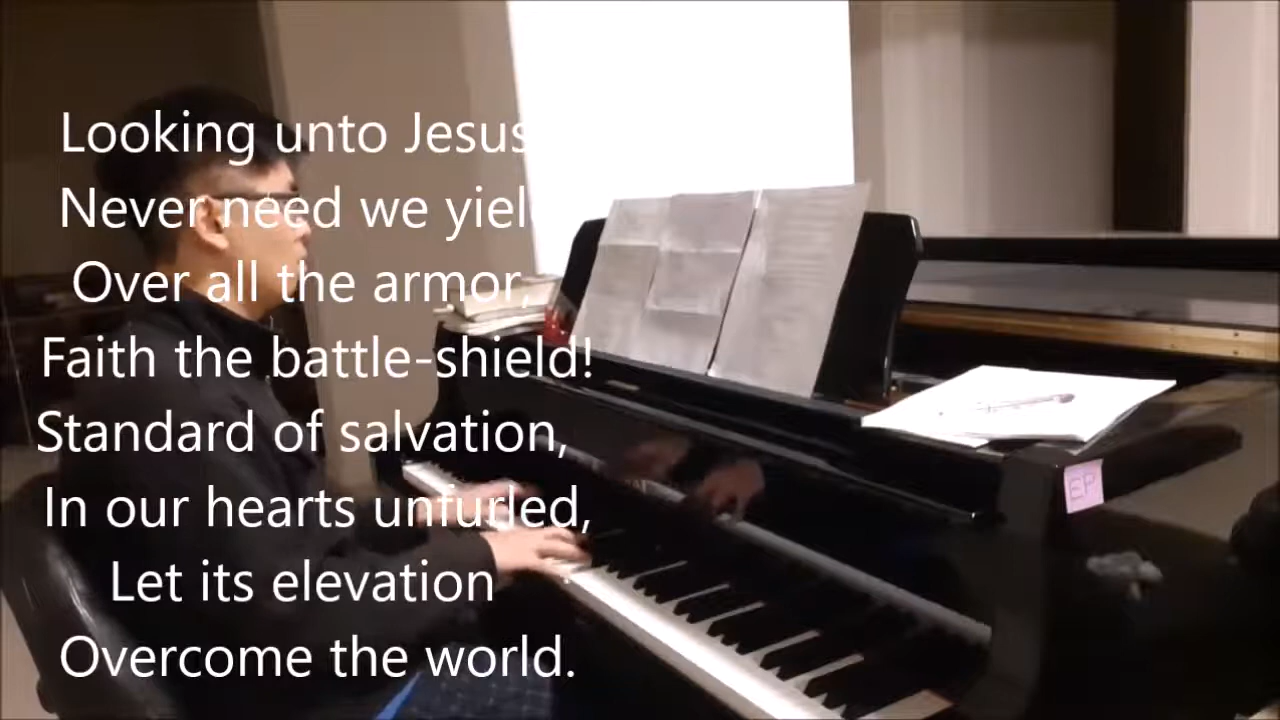 Looking unto Jesus
Never need we yiel
Over all the armor,
Faith the battle-shield!
Standard of salvation,
In our hearts unfurled,
Let its elevation
Overcome the world.
EP